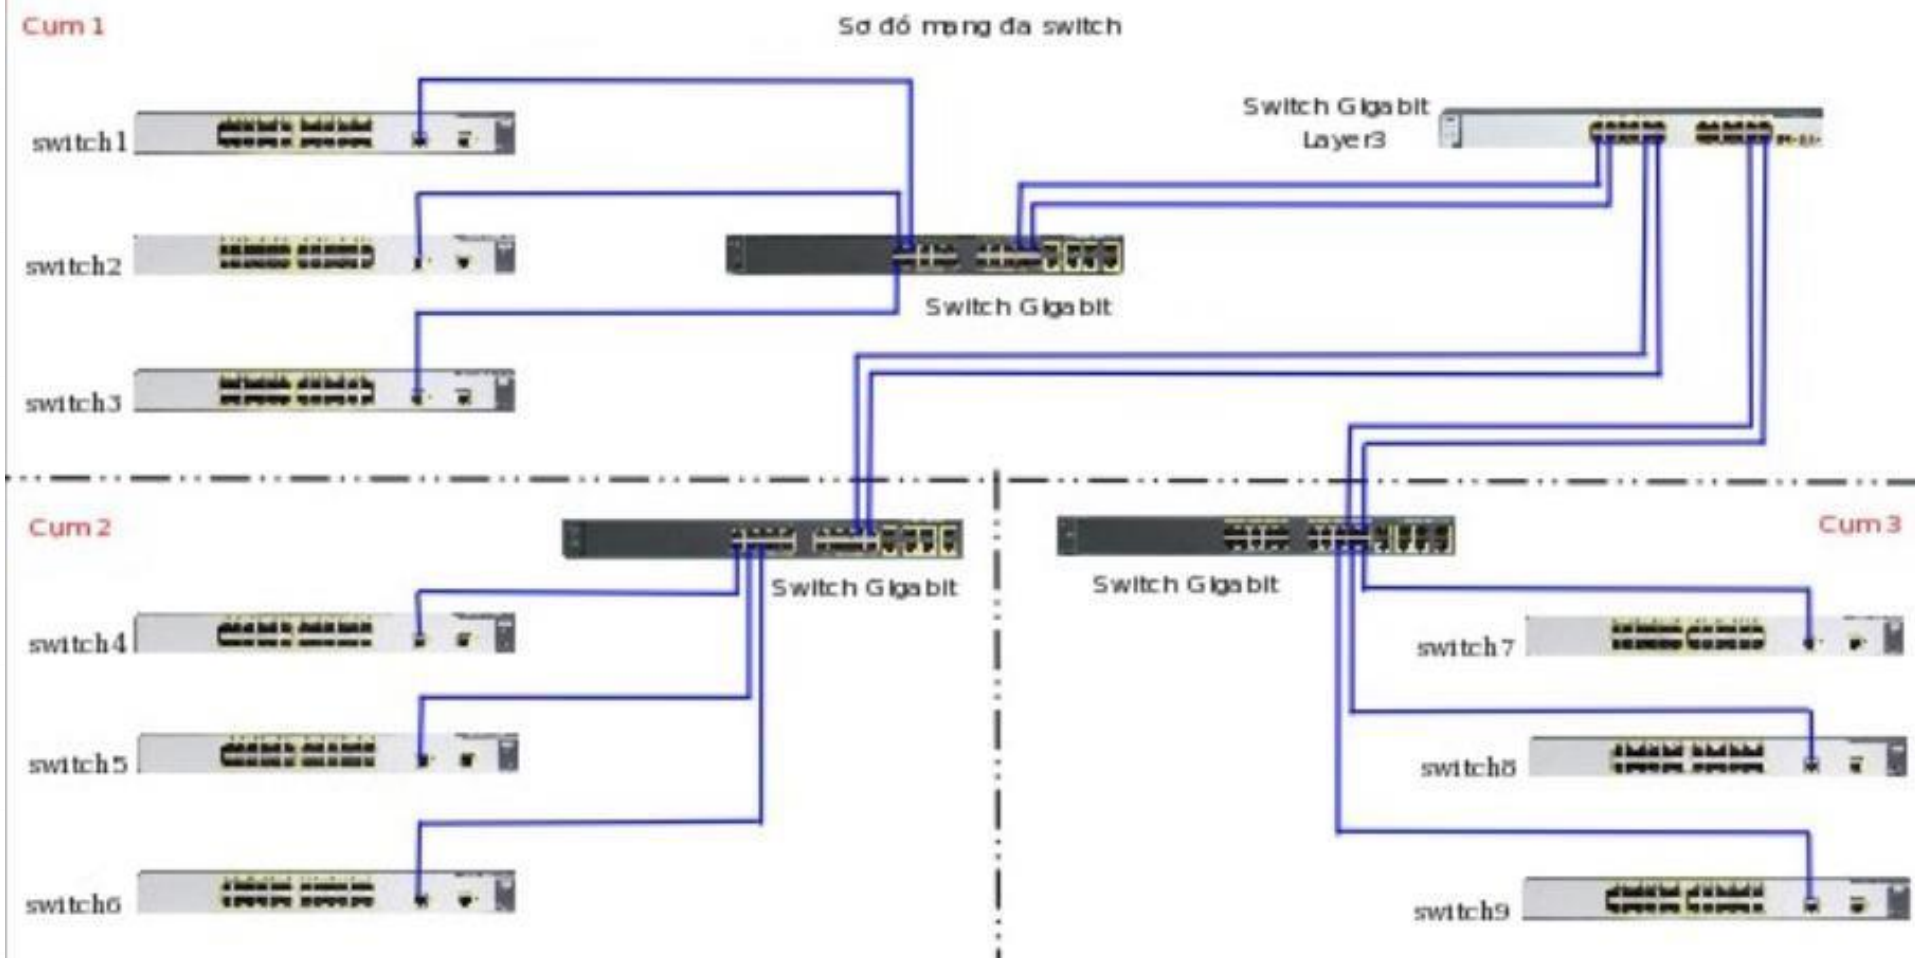 Cum 1
Sơ đồ mạng đa switch
switch1
Switch Gigabit
Layer3
switch2
Switch Gigabit
switch3
Cum 2
Cum 3
Switch Gigabit
Switch Gigabit
switch4
switch7
switch5
switch8
switch6
switch9